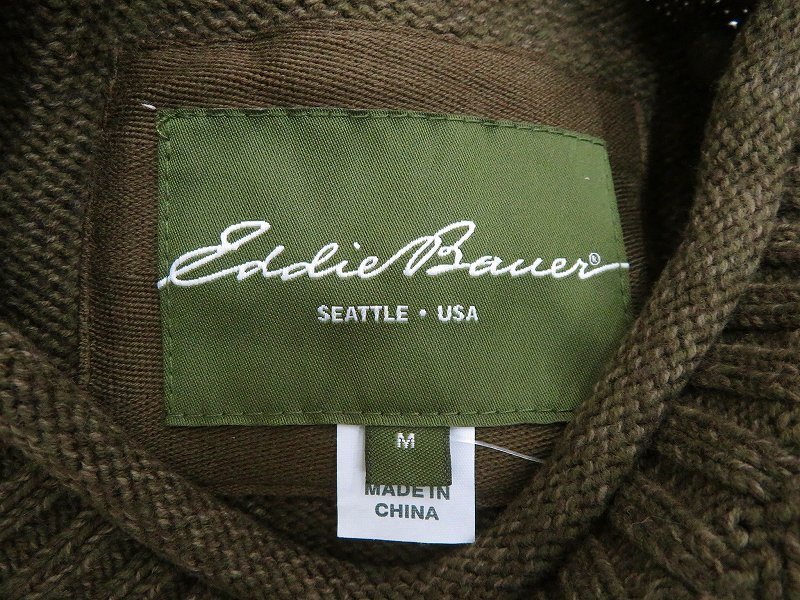 Eddie Bauer®
SEATTLE • USA
M
MADE IN
CHINA